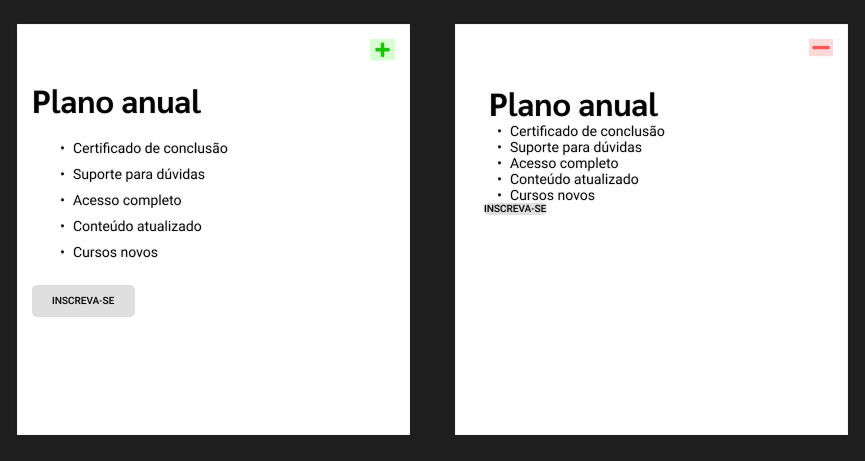 Plano anual
• Certificado de conclusão
• Suporte para dúvidas
• Acesso completo
• Conteúdo atualizado
• Cursos novos
INSCREVA-SE
Plano anual
• Certificado de conclusão
• Suporte para dúvidas
• Acesso completo
• Conteúdo atualizado
• Cursos novos
INSCREVA-SE